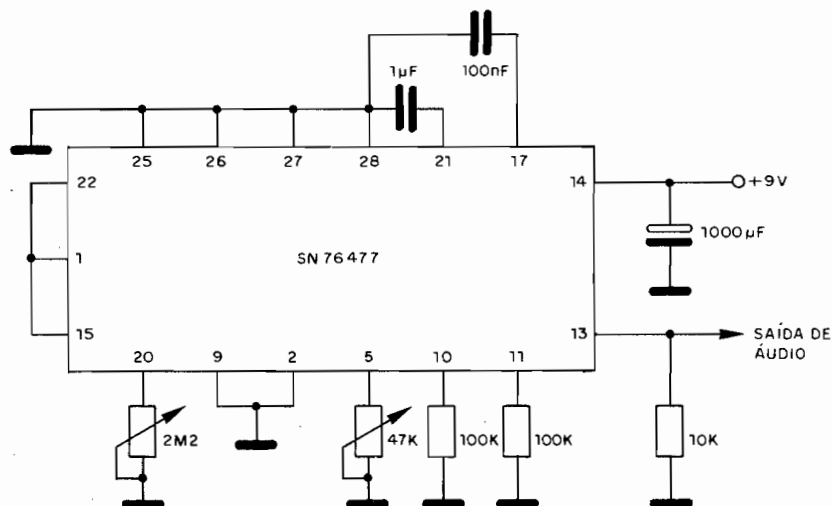 100nF
1µF
25 26 27 28 21 17
22
14
+9V
1000µF
1
SN 76477
15
13
SAÍDA DE
ÁUDIO
20 9 2 5 10 11
2M2
47K
100K
100K
10K